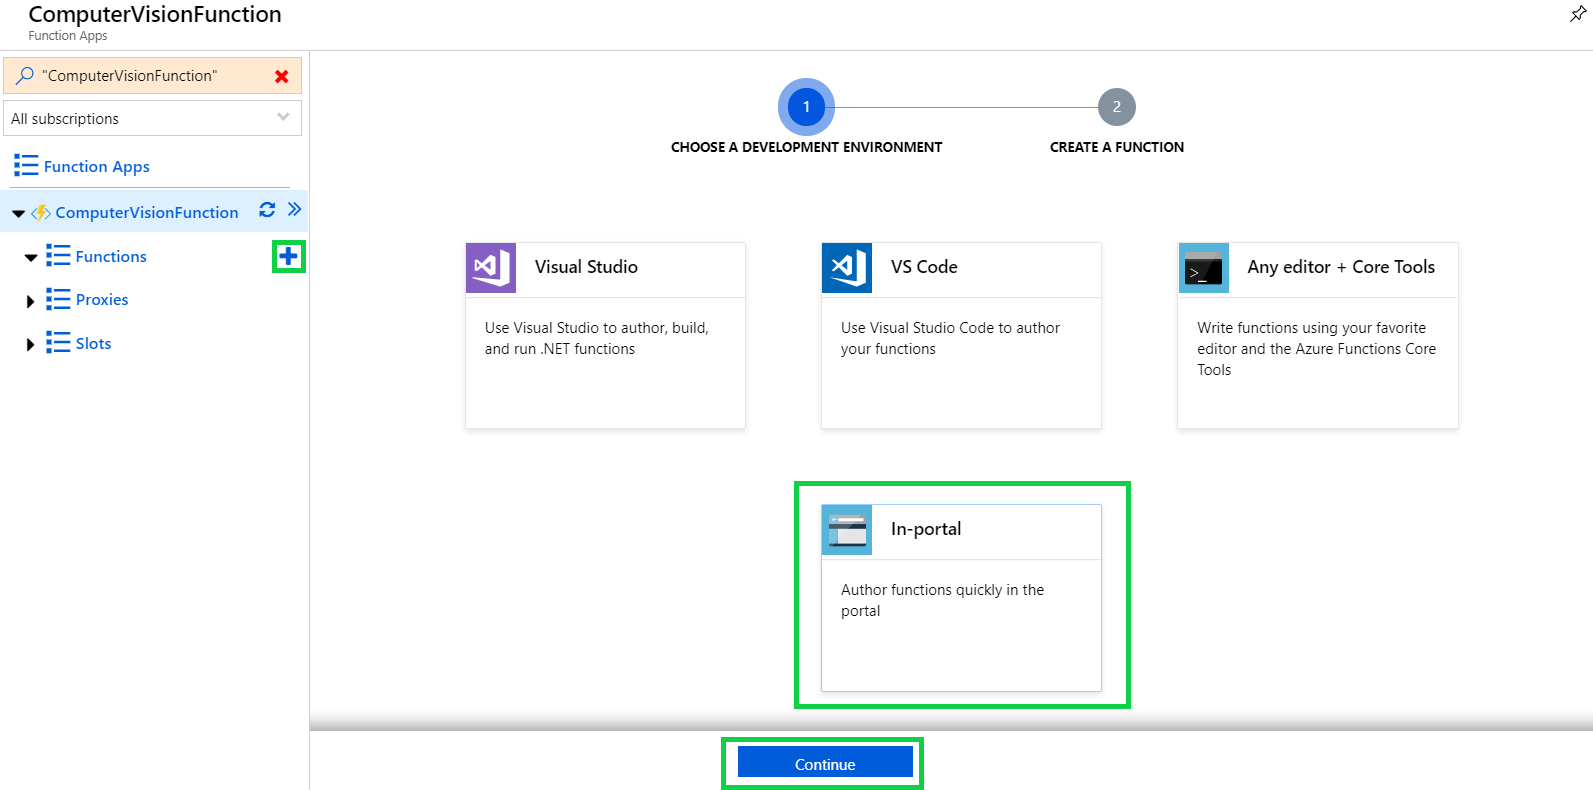 ComputerVisionFunction
Function Apps
"ComputerVisionFunction"
All subscriptions
Function Apps
ComputerVisionFunction
Functions
Proxies
Slots
1
2
CHOOSE A DEVELOPMENT ENVIRONMENT
CREATE A FUNCTION
Visual Studio
Use Visual Studio to author, build,
and run .NET functions
VS Code
Use Visual Studio Code to author
your functions
>_
Any editor + Core Tools
Write functions using your favorite
editor and the Azure Functions Core
Tools
In-portal
Author functions quickly in the
portal
Continue